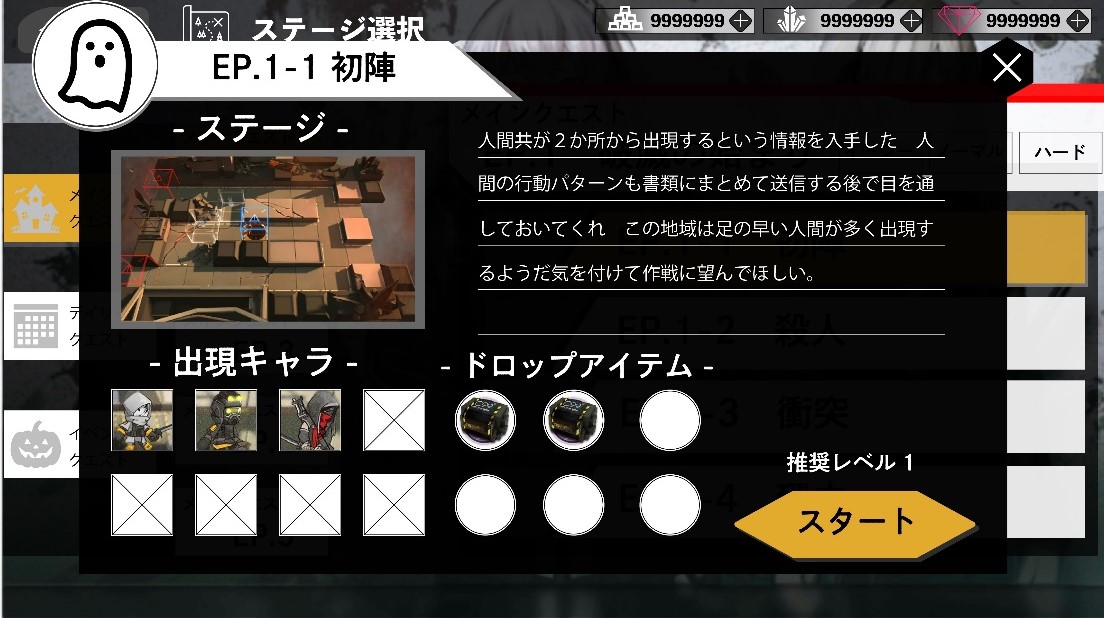 ステージ選択
9999999
9999999
9999999
EP.1-1 初陣
- ステージ -
メインクエスト
人間共が２か所から出現するという情報を入手した　人
間の行動パターンも書類にまとめて送信する後で目を通
しておいてくれ　この地域は足の早い人間が多く出現す
るようだ気を付けて作戦に望んでほしい。
ノーマル
ハード
EP.1-2 殺人
- 出現キャラ -
- ドロップアイテム -
-3 衝突
推奨レベル 1
スタート